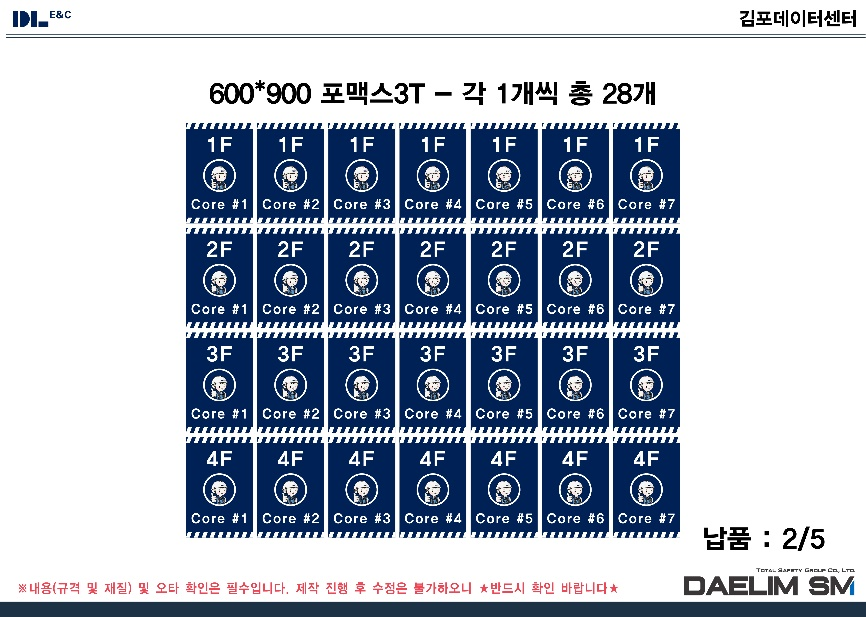 DL E&C
김포데이터센터
600*900 포맥스3T - 각 1개씩 총 28개
1F 1F 1F 1F 1F 1F 1F
Core #1 Core #2 Core #3 Core #4 Core #5 Core #6 Core #7
2F 2F 2F 2F 2F 2F 2F
Core #1 Core #2 Core #3 Core #4 Core #5 Core #6 Core #7
3F 3F 3F 3F 3F 3F 3F
Core #1 Core #2 Core #3 Core #4 Core #5 Core #6 Core #7
4F 4F 4F 4F 4F 4F 4F
Core #1 Core #2 Core #3 Core #4 Core #5 Core #6 Core #7
납품 : 2/5
※내용(규격 및 재질) 및 오타 확인은 필수입니다. 제작 진행 후 수정은 불가하오니 ★반드시 확인 바랍니다★
TOTAL SAFETY GROUP CO., LTD.
DAELIM SM